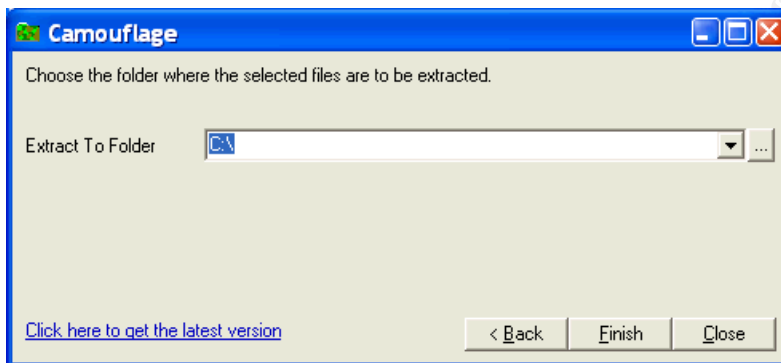 Camouflage
Choose the folder where the selected files are to be extracted.
Extract To Folder C:\ ...
Click here to get the latest version < Back Finish Close